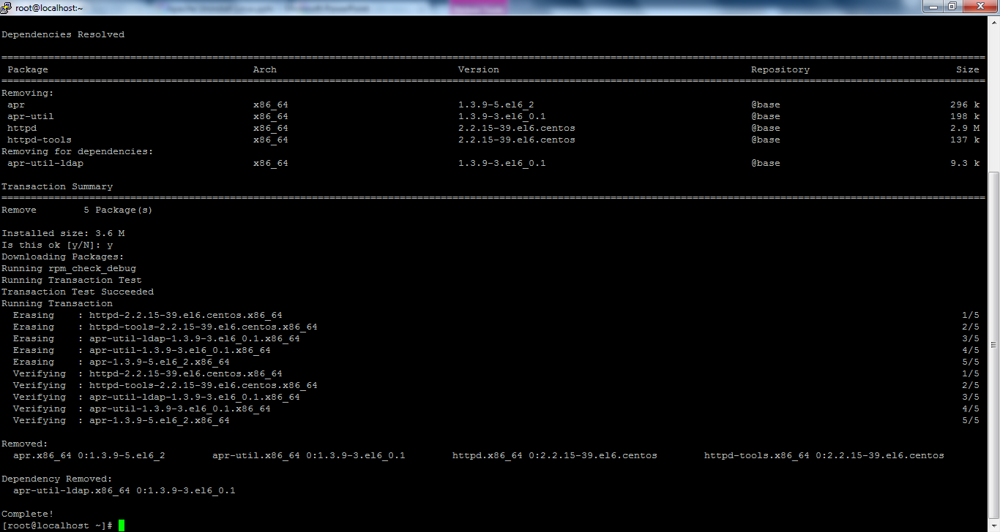 root@localhost:~
Dependencies Resolved
================================================================================
Package Arch Version Repository Size
================================================================================
Removing:
apr x86_64 1.3.9-5.el6_2 @base 296 k
apr-util x86_64 1.3.9-3.el6_0.1 @base 198 k
httpd x86_64 2.2.15-39.el6.centos @base 2.9 M
httpd-tools x86_64 2.2.15-39.el6.centos @base 137 k
Removing for dependencies:
apr-util-ldap x86_64 1.3.9-3.el6_0.1 @base 9.3 k
Transaction Summary
================================================================================
Remove 5 Package(s)
Installed size: 3.6 M
Is this ok [y/N]: y
Downloading Packages:
Running rpm_check_debug
Running Transaction Test
Transaction Test Succeeded
Running Transaction
Erasing : httpd-2.2.15-39.el6.centos.x86_64 1/5
Erasing : httpd-tools-2.2.15-39.el6.centos.x86_64 2/5
Erasing : apr-util-ldap-1.3.9-3.el6_0.1.x86_64 3/5
Erasing : apr-util-1.3.9-3.el6_0.1.x86_64 4/5
Erasing : apr-1.3.9-5.el6_2.x86_64 5/5
Verifying : httpd-2.2.15-39.el6.centos.x86_64 1/5
Verifying : httpd-tools-2.2.15-39.el6.centos.x86_64 2/5
Verifying : apr-util-ldap-1.3.9-3.el6_0.1.x86_64 3/5
Verifying : apr-util-1.3.9-3.el6_0.1.x86_64 4/5
Verifying : apr-1.3.9-5.el6_2.x86_64 5/5
Removed:
apr.x86_64 0:1.3.9-5.el6_2 apr-util.x86_64 0:1.3.9-3.el6_0.1 httpd.x86_64 0:2.2.15-39.el6.centos httpd-tools.x86_64 0:2.2.15-39.el6.centos
Dependency Removed:
apr-util-ldap.x86_64 0:1.3.9-3.el6_0.1
Complete!
[root@localhost ~]#